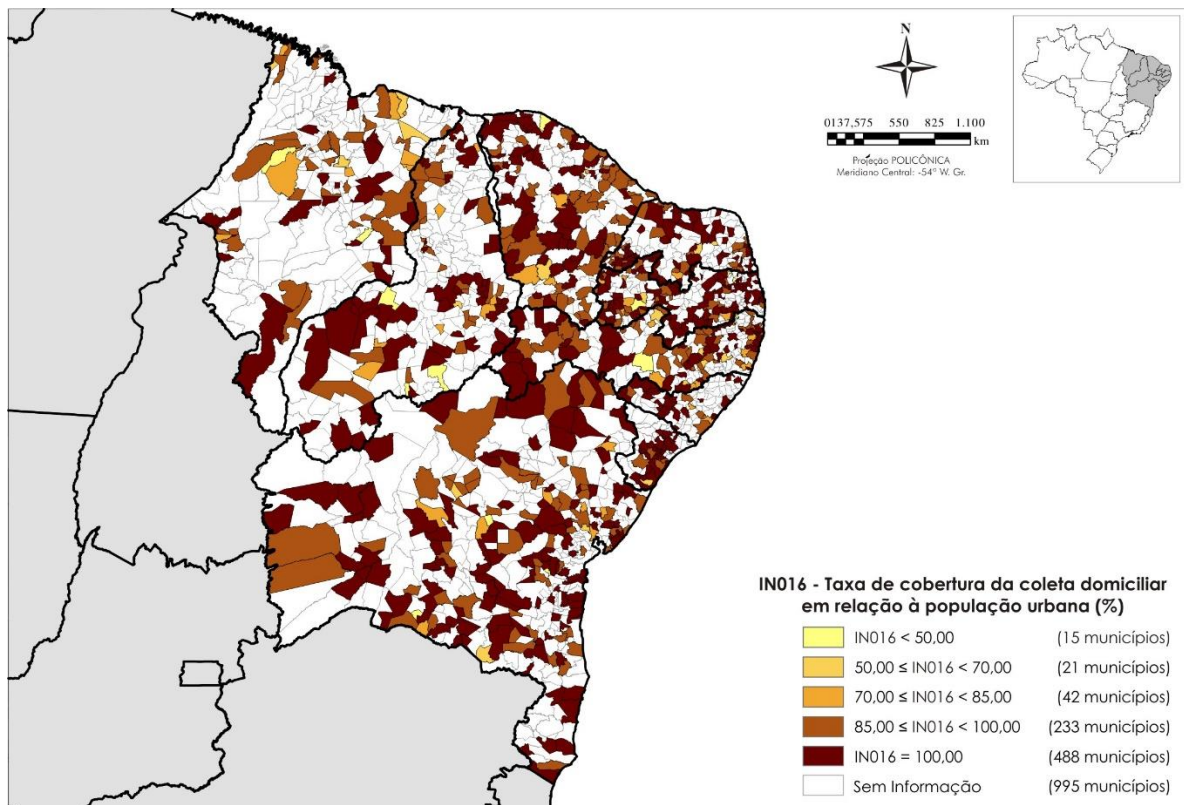 N
0137,575 550 825 1.100
km
Projeção POLICÔNICA
Meridiano Central: -54° W. Gr.
IN016 - Taxa de cobertura da coleta domiciliar
em relação à população urbana (%)
IN016 < 50,00 (15 municípios)
50,00 ≤ IN016 < 70,00 (21 municípios)
70,00 ≤ IN016 < 85,00 (42 municípios)
85,00 ≤ IN016 < 100,00 (233 municípios)
IN016 = 100,00 (488 municípios)
Sem Informação (995 municípios)